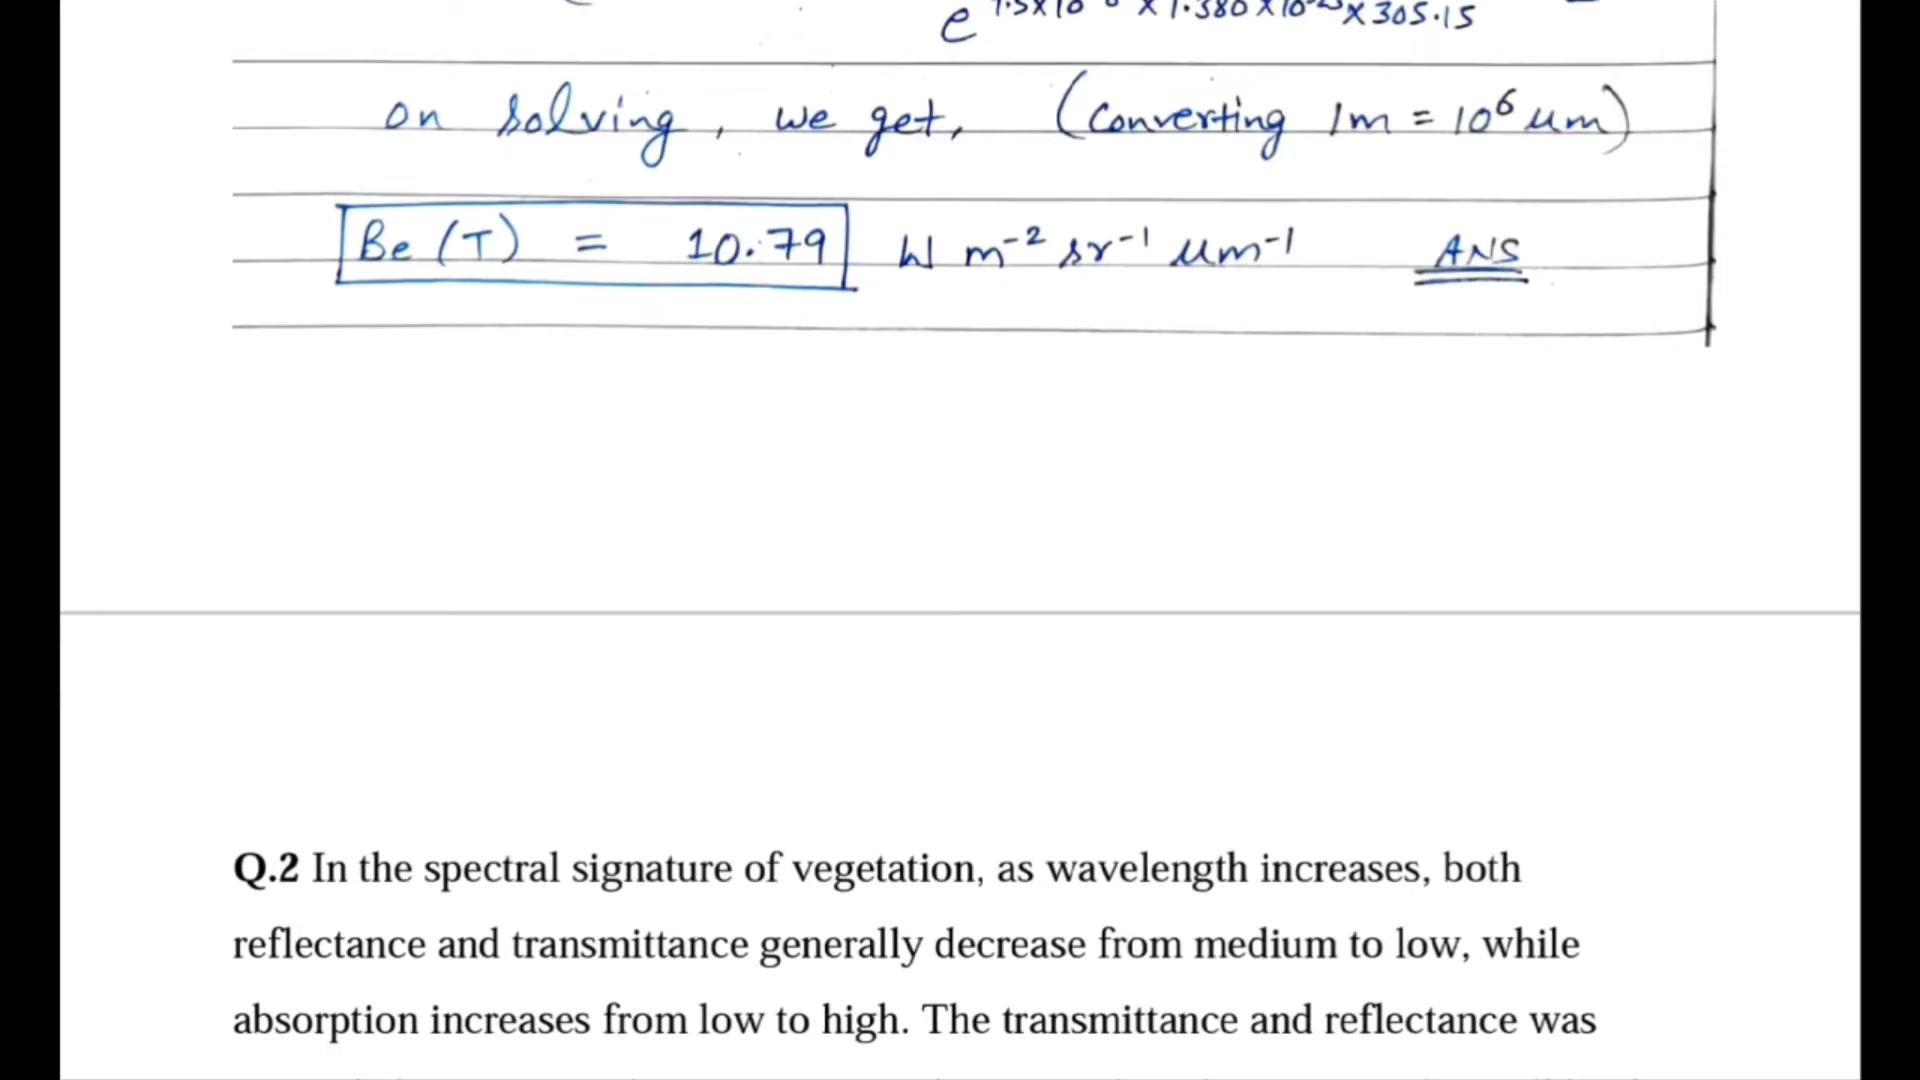 e x 305.15
on solving, we get, (Converting 1m = 10⁶ um)
Be (T) = 10.79 W m⁻² sr⁻¹ um⁻¹ ANS
Q.2 In the spectral signature of vegetation, as wavelength increases, both
reflectance and transmittance generally decrease from medium to low, while
absorption increases from low to high. The transmittance and reflectance was